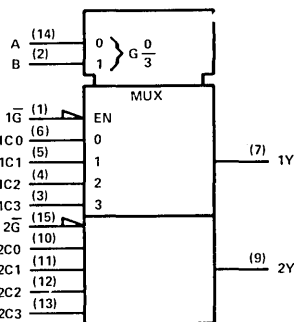 A (14) 0 } G 0/3
B (2) 1
MUX
1G̅ (1) EN
1C0 (6) 0
1C1 (5) 1 (7) 1Y
1C2 (4) 2
1C3 (3) 3
2G̅ (15)
2C0 (10)
2C1 (11) (9) 2Y
2C2 (12)
2C3 (13)